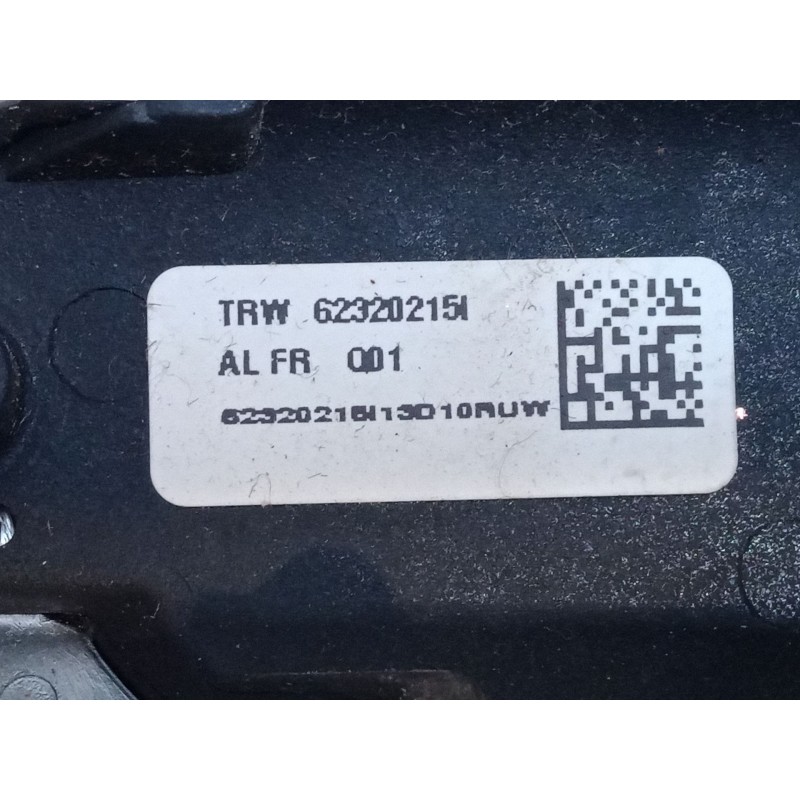 TRW 62320215I
AL FR 001
62320215I13D10RUW